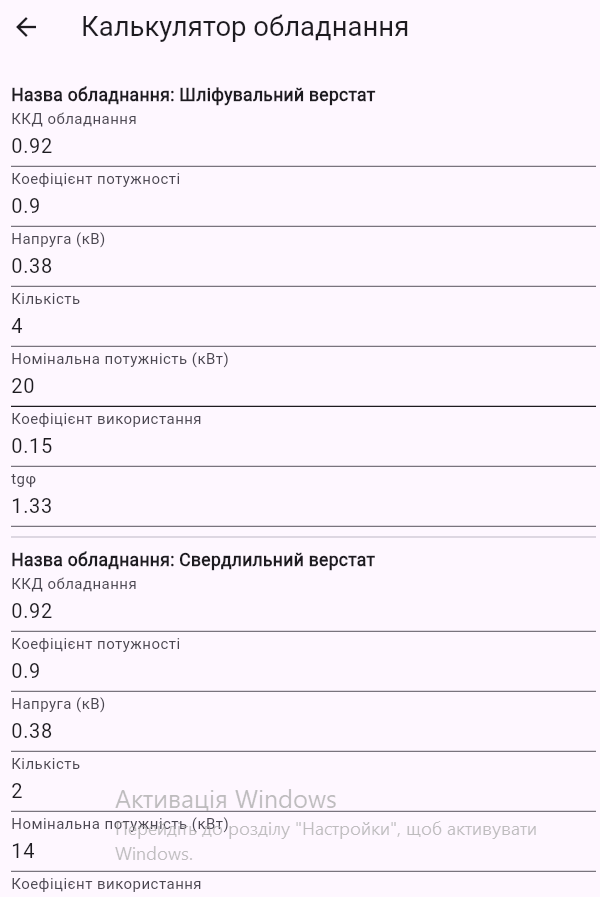 Калькулятор обладнання
Назва обладнання: Шліфувальний верстат
ККД обладнання
0.92
Коефіцієнт потужності
0.9
Напруга (кВ)
0.38
Кількість
4
Номінальна потужність (кВт)
20
Коефіцієнт використання
0.15
tgφ
1.33
Назва обладнання: Свердлильний верстат
ККД обладнання
0.92
Коефіцієнт потужності
0.9
Напруга (кВ)
0.38
Кількість
2
Активація Windows
Номінальна потужність (кВт)
Перейдіть до розділу "Настройки", щоб активувати
Windows.
14
Коефіцієнт використання